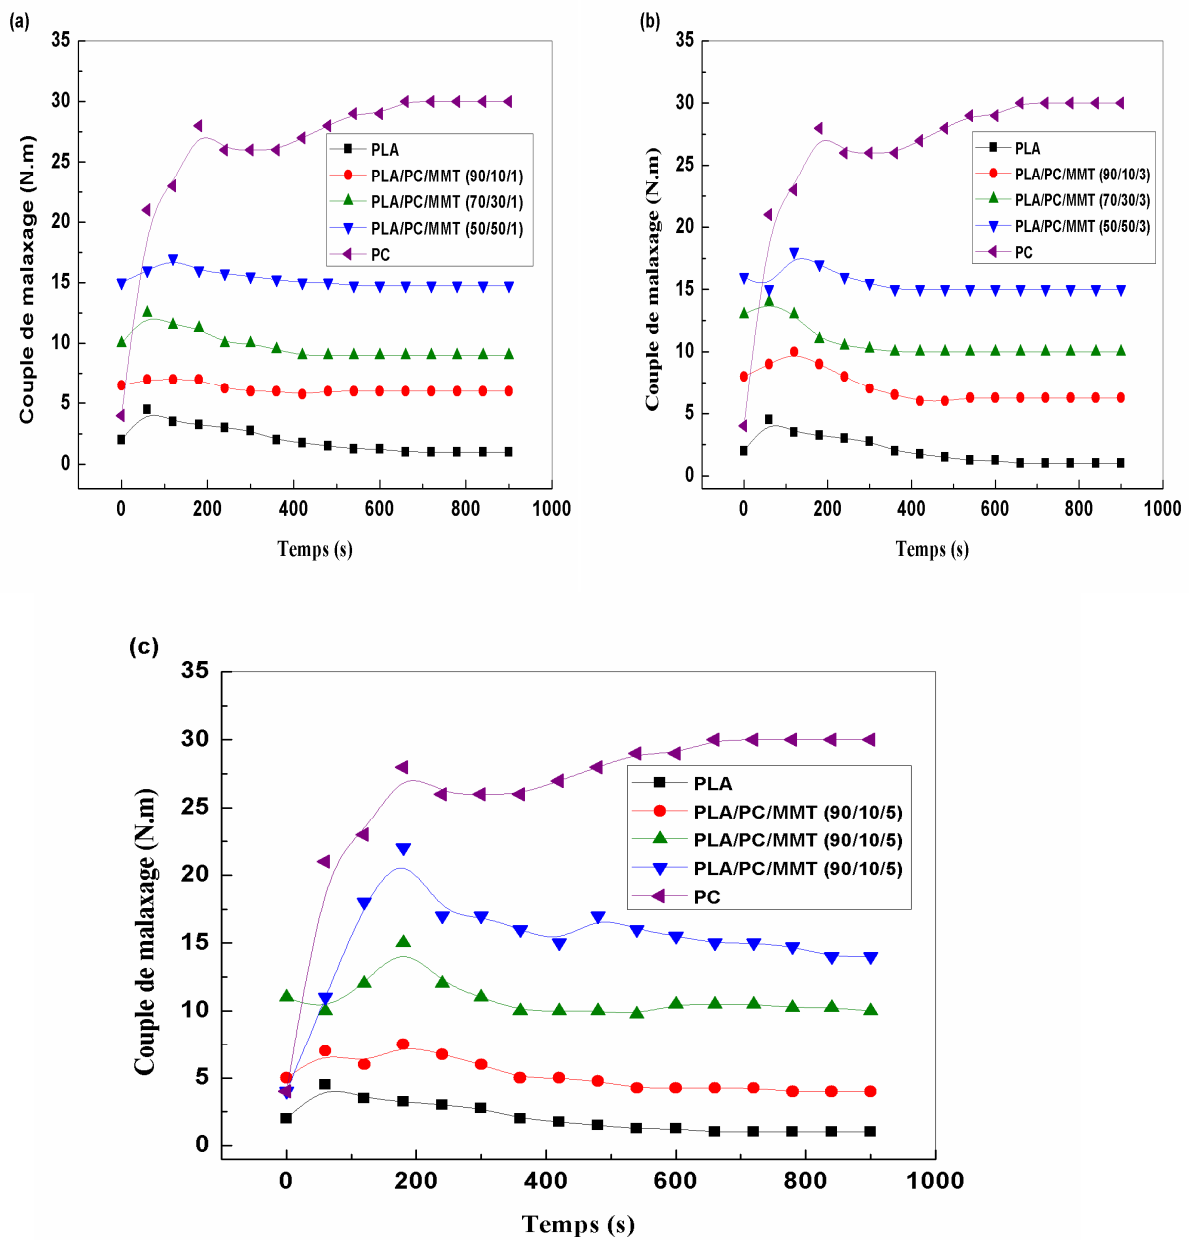 (a)
Couple de malaxage (N.m)
35
30
25
20
15
10
5
0
PLA
PLA/PC/MMT (90/10/1)
PLA/PC/MMT (70/30/1)
PLA/PC/MMT (50/50/1)
PC
0 200 400 600 800 1000
Temps (s)
(b)
Couple de malaxage (N.m)
35
30
25
20
15
10
5
0
PLA
PLA/PC/MMT (90/10/3)
PLA/PC/MMT (70/30/3)
PLA/PC/MMT (50/50/3)
PC
0 200 400 600 800 1000
Temps (s)
(c)
Couple de malaxage (N.m)
35
30
25
20
15
10
5
0
PLA
PLA/PC/MMT (90/10/5)
PLA/PC/MMT (90/10/5)
PLA/PC/MMT (90/10/5)
PC
0 200 400 600 800 1000
Temps (s)